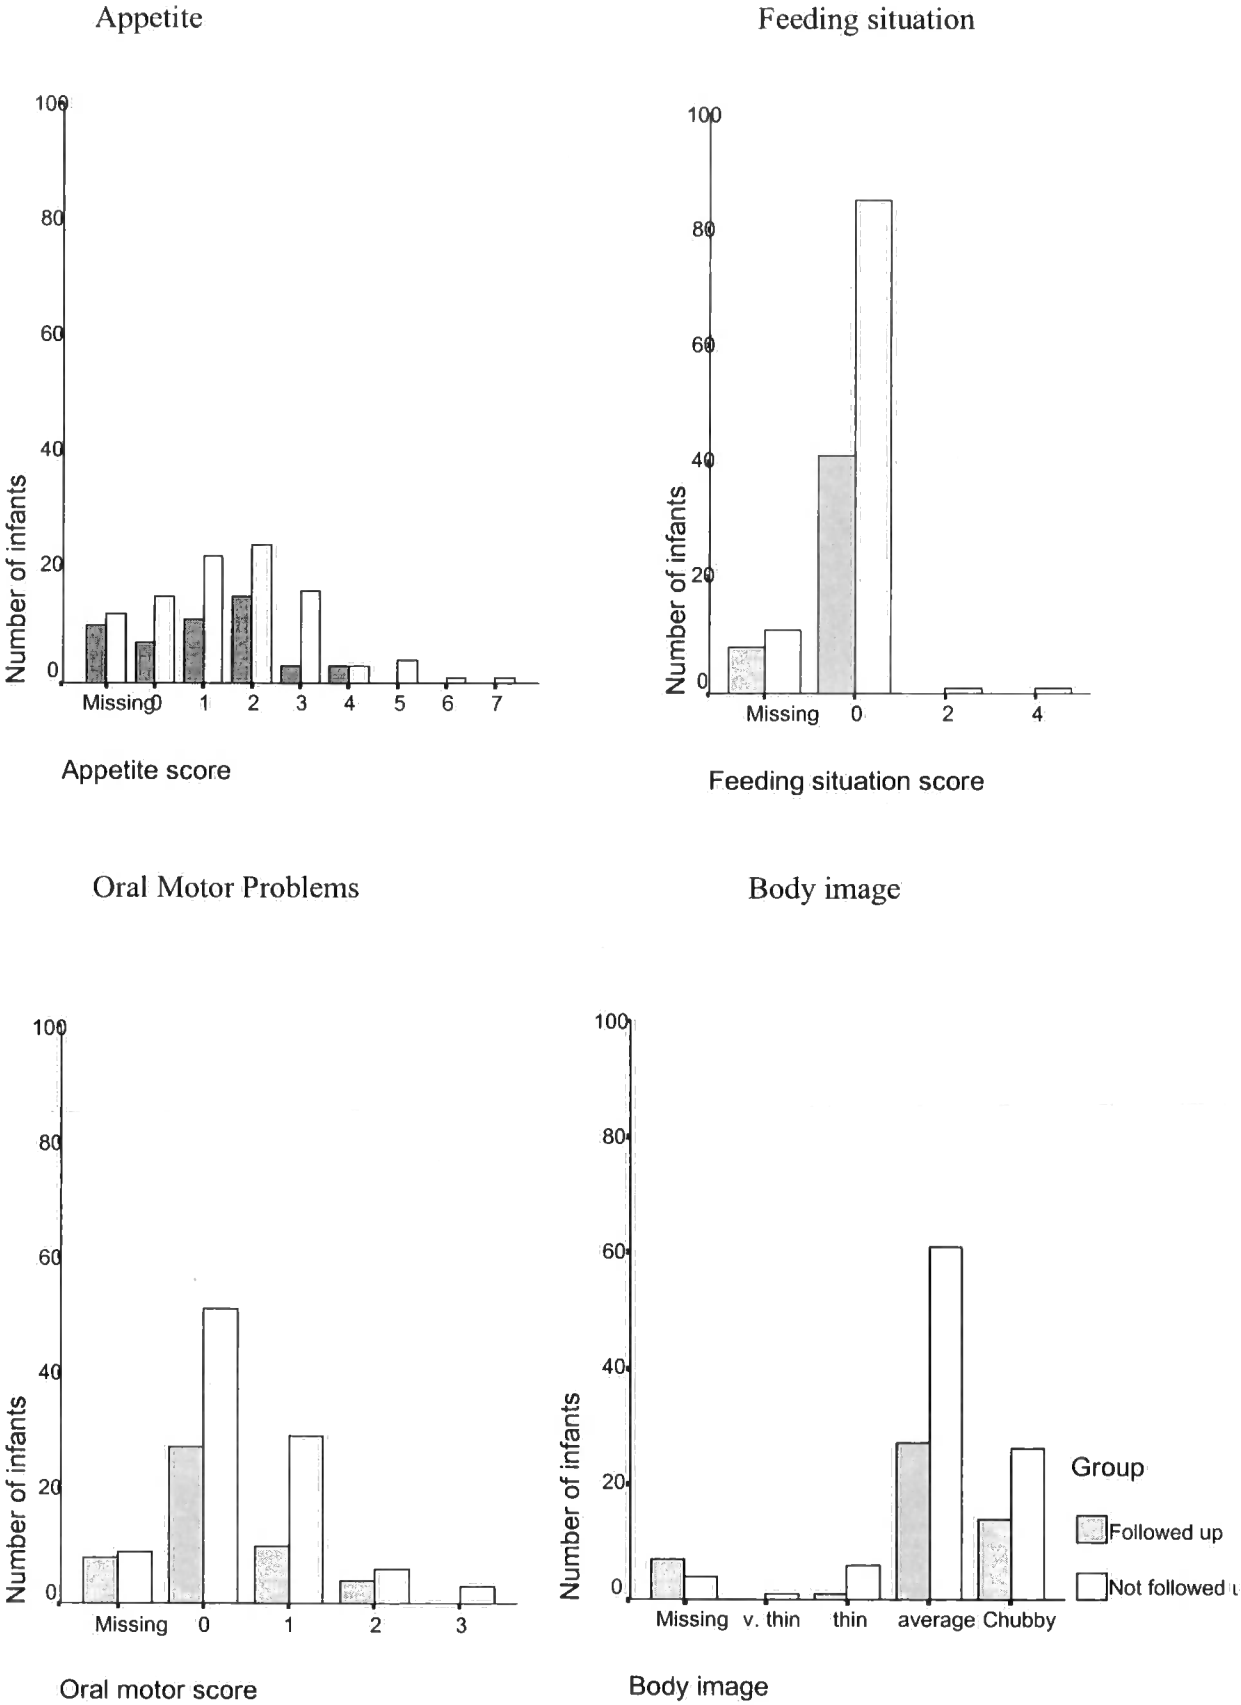 Appetite
Feeding situation
100
80
60
40
20
0
Number of infants
Missing 0 1 2 3 4 5 6 7
Appetite score
100
80
60
40
20
0
Number of infants
Missing 0 2 4
Feeding situation score
Oral Motor Problems
Body image
100
80
60
40
20
0
Number of infants
Missing 0 1 2 3
Oral motor score
100
80
60
40
20
0
Number of infants
Missing v. thin thin average Chubby
Body image
Group
Followed up
Not followed